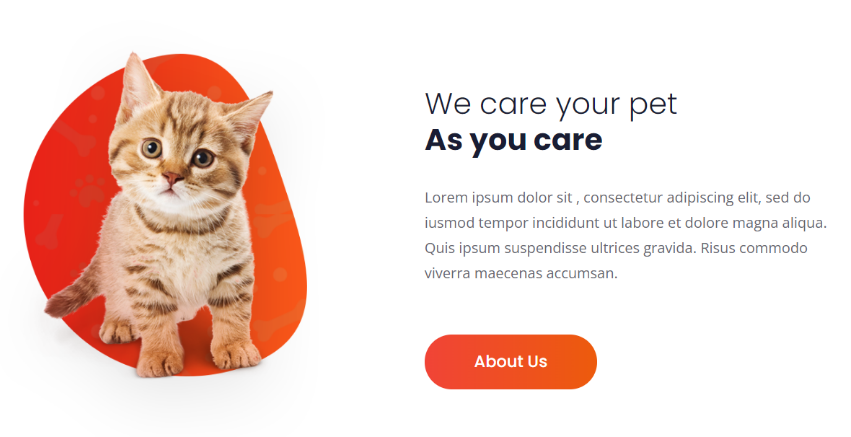 We care your pet
As you care
Lorem ipsum dolor sit , consectetur adipiscing elit, sed do
iusmod tempor incididunt ut labore et dolore magna aliqua.
Quis ipsum suspendisse ultrices gravida. Risus commodo
viverra maecenas accumsan.
About Us